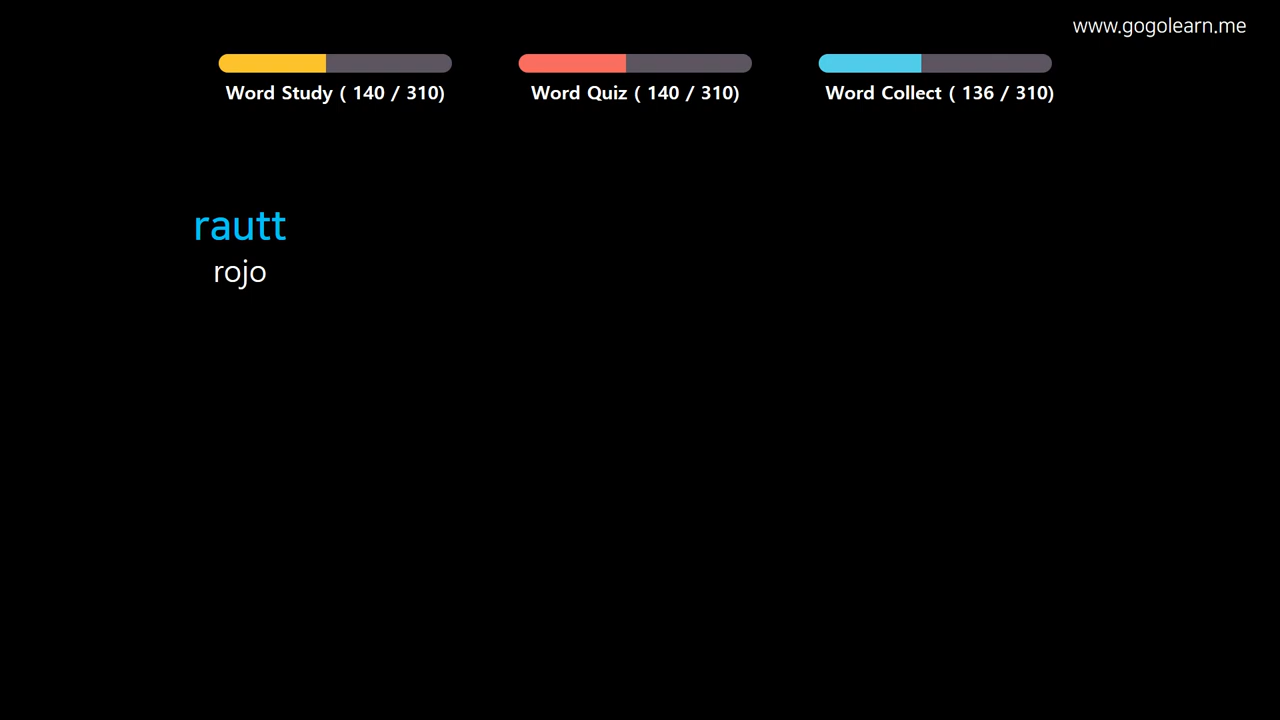 www.gogolearn.me
Word Study ( 140 / 310)
Word Quiz ( 140 / 310)
Word Collect ( 136 / 310)
rautt
rojo